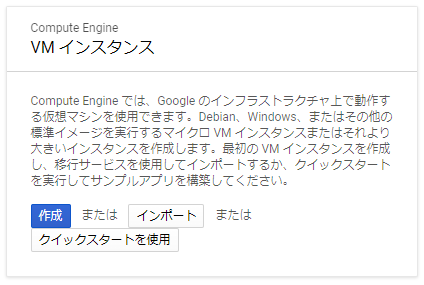 Compute Engine
VM インスタンス
Compute Engine では、Google のインフラストラクチャ上で動作す
る仮想マシンを使用できます。Debian、Windows、またはその他の
標準イメージを実行するマイクロ VM インスタンスまたはそれより
大きいインスタンスを作成します。最初の VM インスタンスを作成
し、移行サービスを使用してインポートするか、クイックスタート
を実行してサンプルアプリを構築してください。
作成 または インポート または
クイックスタートを使用